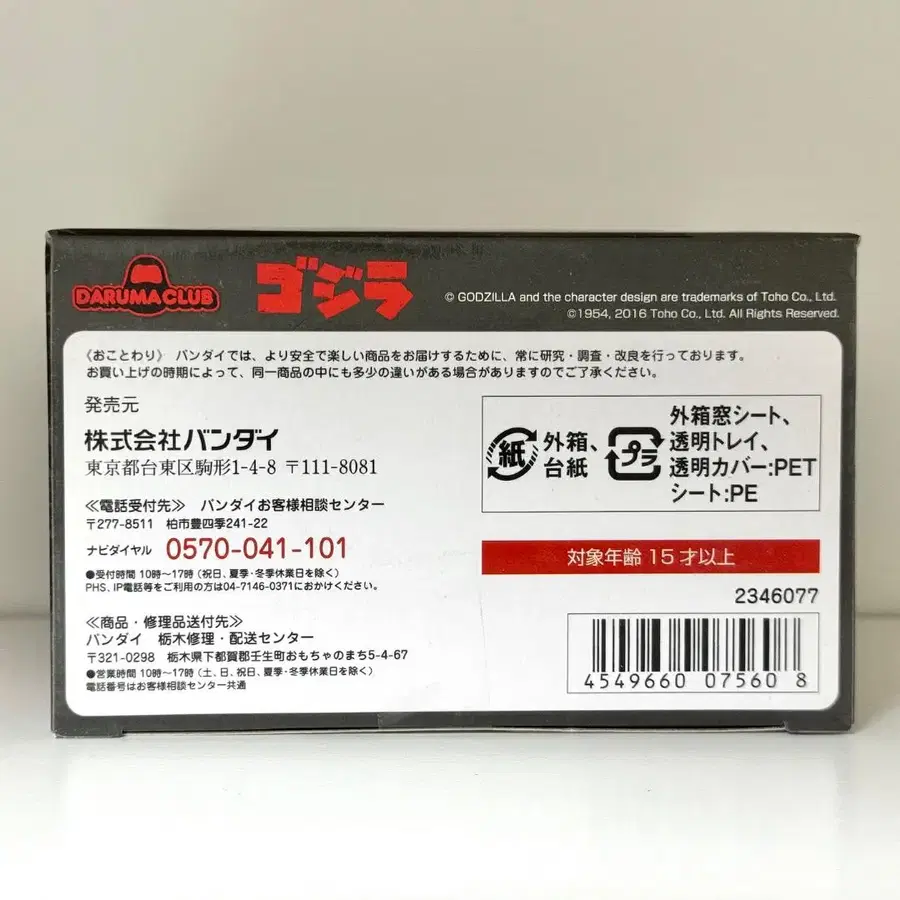 DARUMA CLUB
ゴジラ
© GODZILLA and the character design are trademarks of Toho Co., Ltd.
©1954, 2016 Toho Co., Ltd. All Rights Reserved.
《おことわり》 バンダイでは、より安全で楽しい商品をお届けするために、常に研究・調査・改良を行っております。
お買い上げの時期によって、同一商品の中にも多少の違いがある場合がありますのでご了承ください。
発売元
株式会社バンダイ
東京都台東区駒形1-4-8 〒111-8081
≪電話受付先≫ バンダイお客様相談センター
〒277-8511 柏市豊四季241-22
ナビダイヤル 0570-041-101
●受付時間 10時〜17時 (祝日、夏季・冬季休業日を除く)
PHS、IP電話等をご利用の方は04-7146-0371におかけください。
≪商品・修理品送付先≫
バンダイ 栃木修理・配送センター
〒321-0298 栃木県下都賀郡壬生町おもちゃのまち5-4-67
●営業時間 10時〜17時 (土、日、祝日、夏季・冬季休業日を除く)
電話番号はお客様相談センター共通
紙
外箱、
台紙
プラ
外箱窓シート、
透明トレイ、
透明カバー:PET
シート:PE
対象年齢 15才以上
2346077
4549660 07560 8